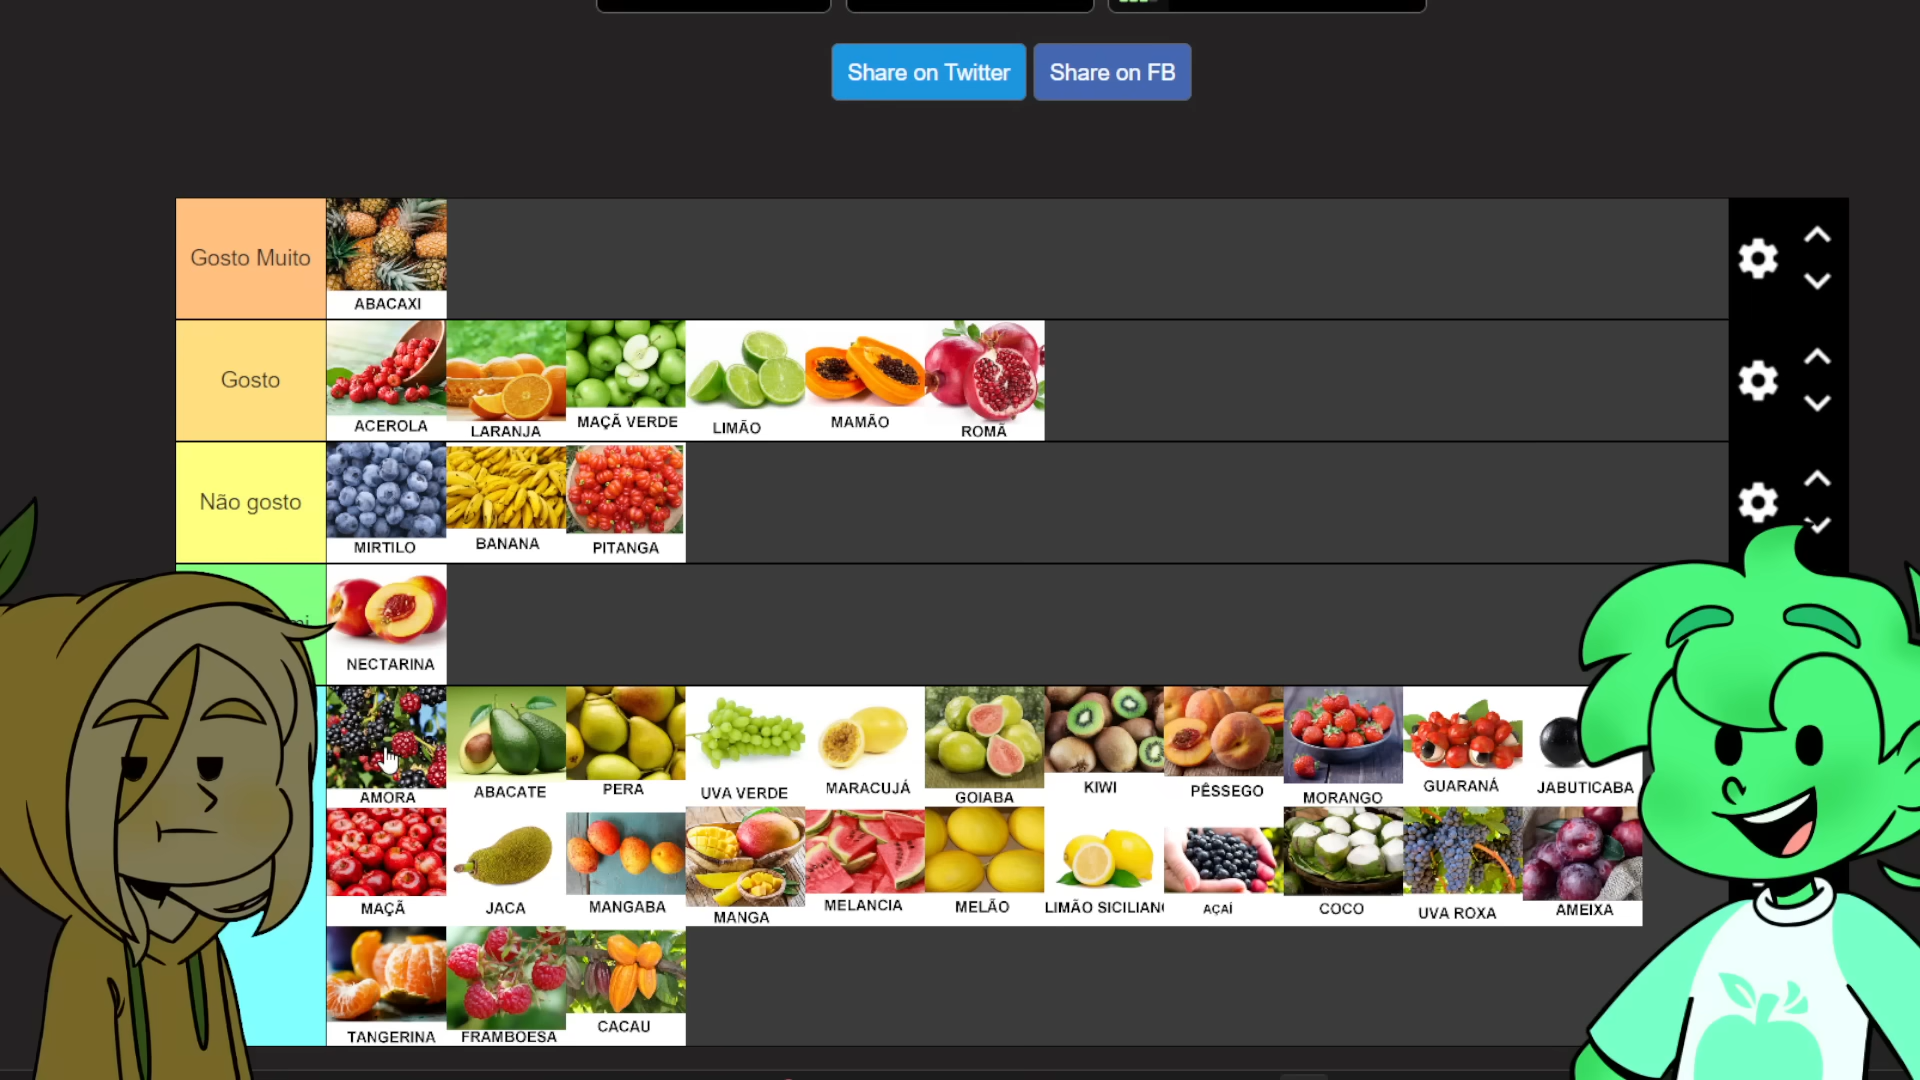 Share on Twitter
Share on FB
Gosto Muito
ABACAXI
Gosto
ACEROLA
LARANJA
MAÇÃ VERDE
LIMÃO
MAMÃO
ROMÃ
Não gosto
MIRTILO
BANANA
PITANGA
NECTARINA
AMORA
ABACATE
PERA
UVA VERDE
MARACUJÁ
GOIABA
KIWI
PÊSSEGO
MORANGO
GUARANÁ
JABUTICABA
MAÇÃ
JACA
MANGABA
MANGA
MELANCIA
MELÃO
LIMÃO SICILIAN
AÇAÍ
COCO
UVA ROXA
AMEIXA
TANGERINA
FRAMBOESA
CACAU